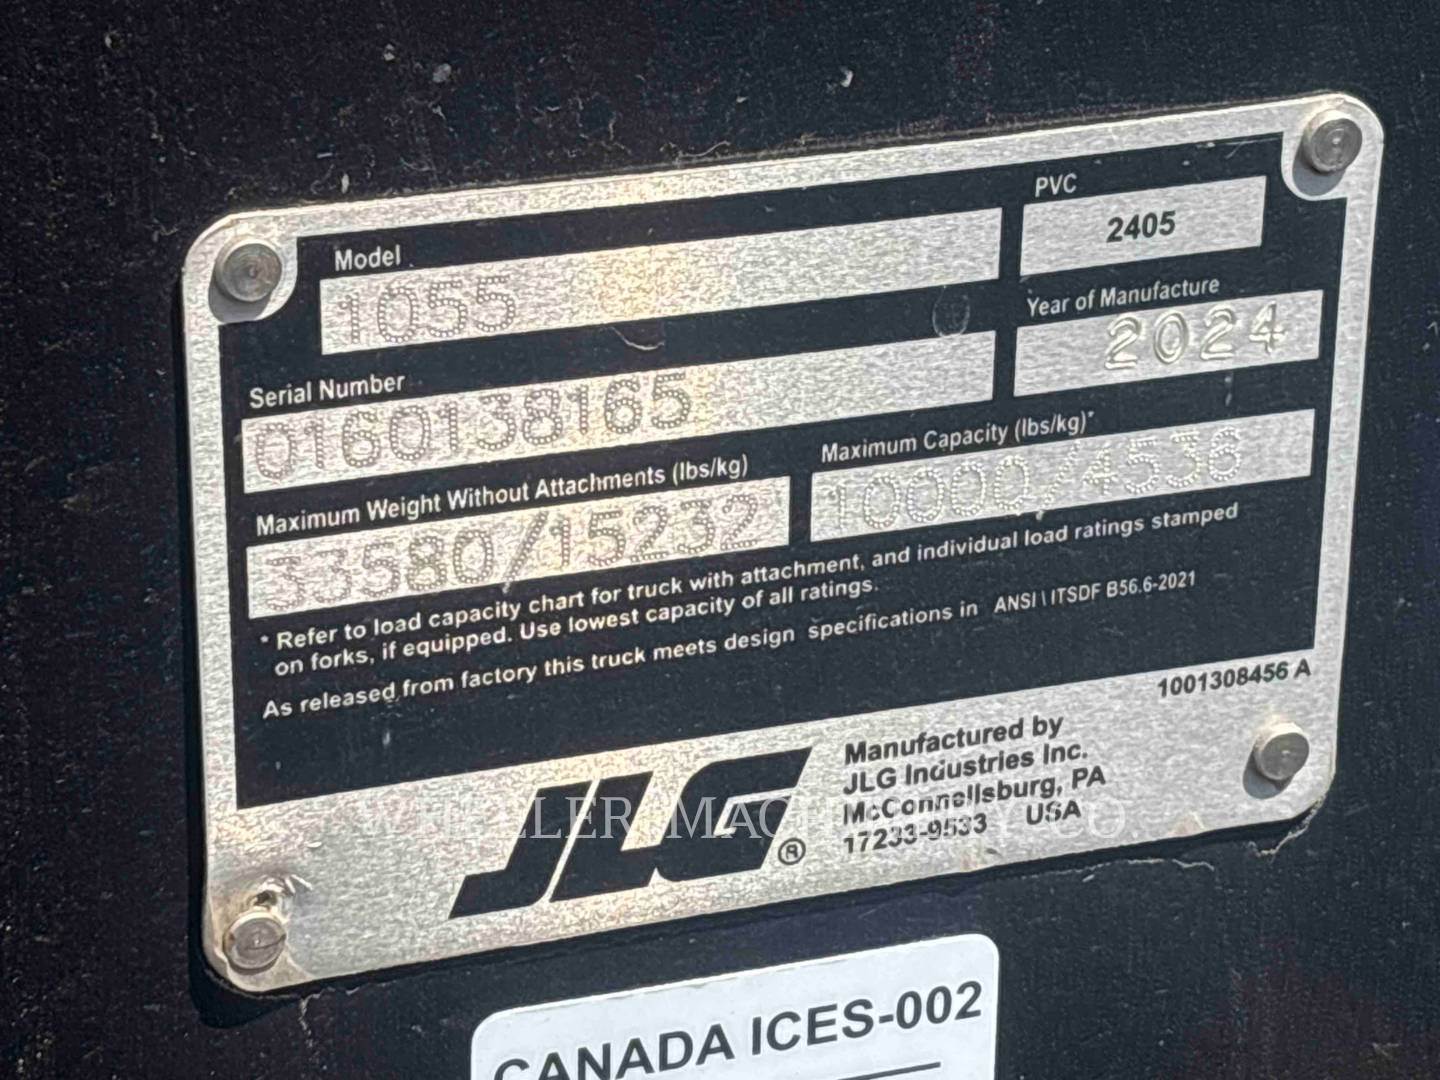 Model
1055
PVC
2405
Serial Number
0160138165
Year of Manufacture
2024
Maximum Weight Without Attachments (lbs/kg)
33580/15232
Maximum Capacity (lbs/kg)*
10000/4536
* Refer to load capacity chart for truck with attachment, and individual load ratings stamped
on forks, if equipped. Use lowest capacity of all ratings.
As released from factory this truck meets design specifications in ANSI \ ITSDF B56.6-2021
1001308456 A
JLG®
Manufactured by
JLG Industries Inc.
McConnellsburg, PA
17233-9533 USA
WHEELER MACHINERY CO
CANADA ICES-002